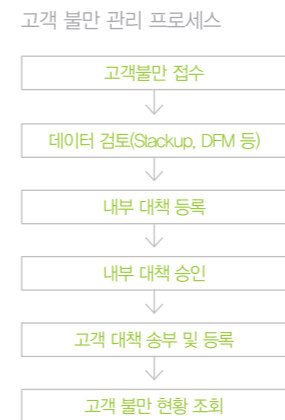 고객 불만 관리 프로세스
고객불만 접수
데이터 검토(Stackup, DFM 등)
내부 대책 등록
내부 대책 승인
고객 대책 송부 및 등록
고객 불만 현황 조회